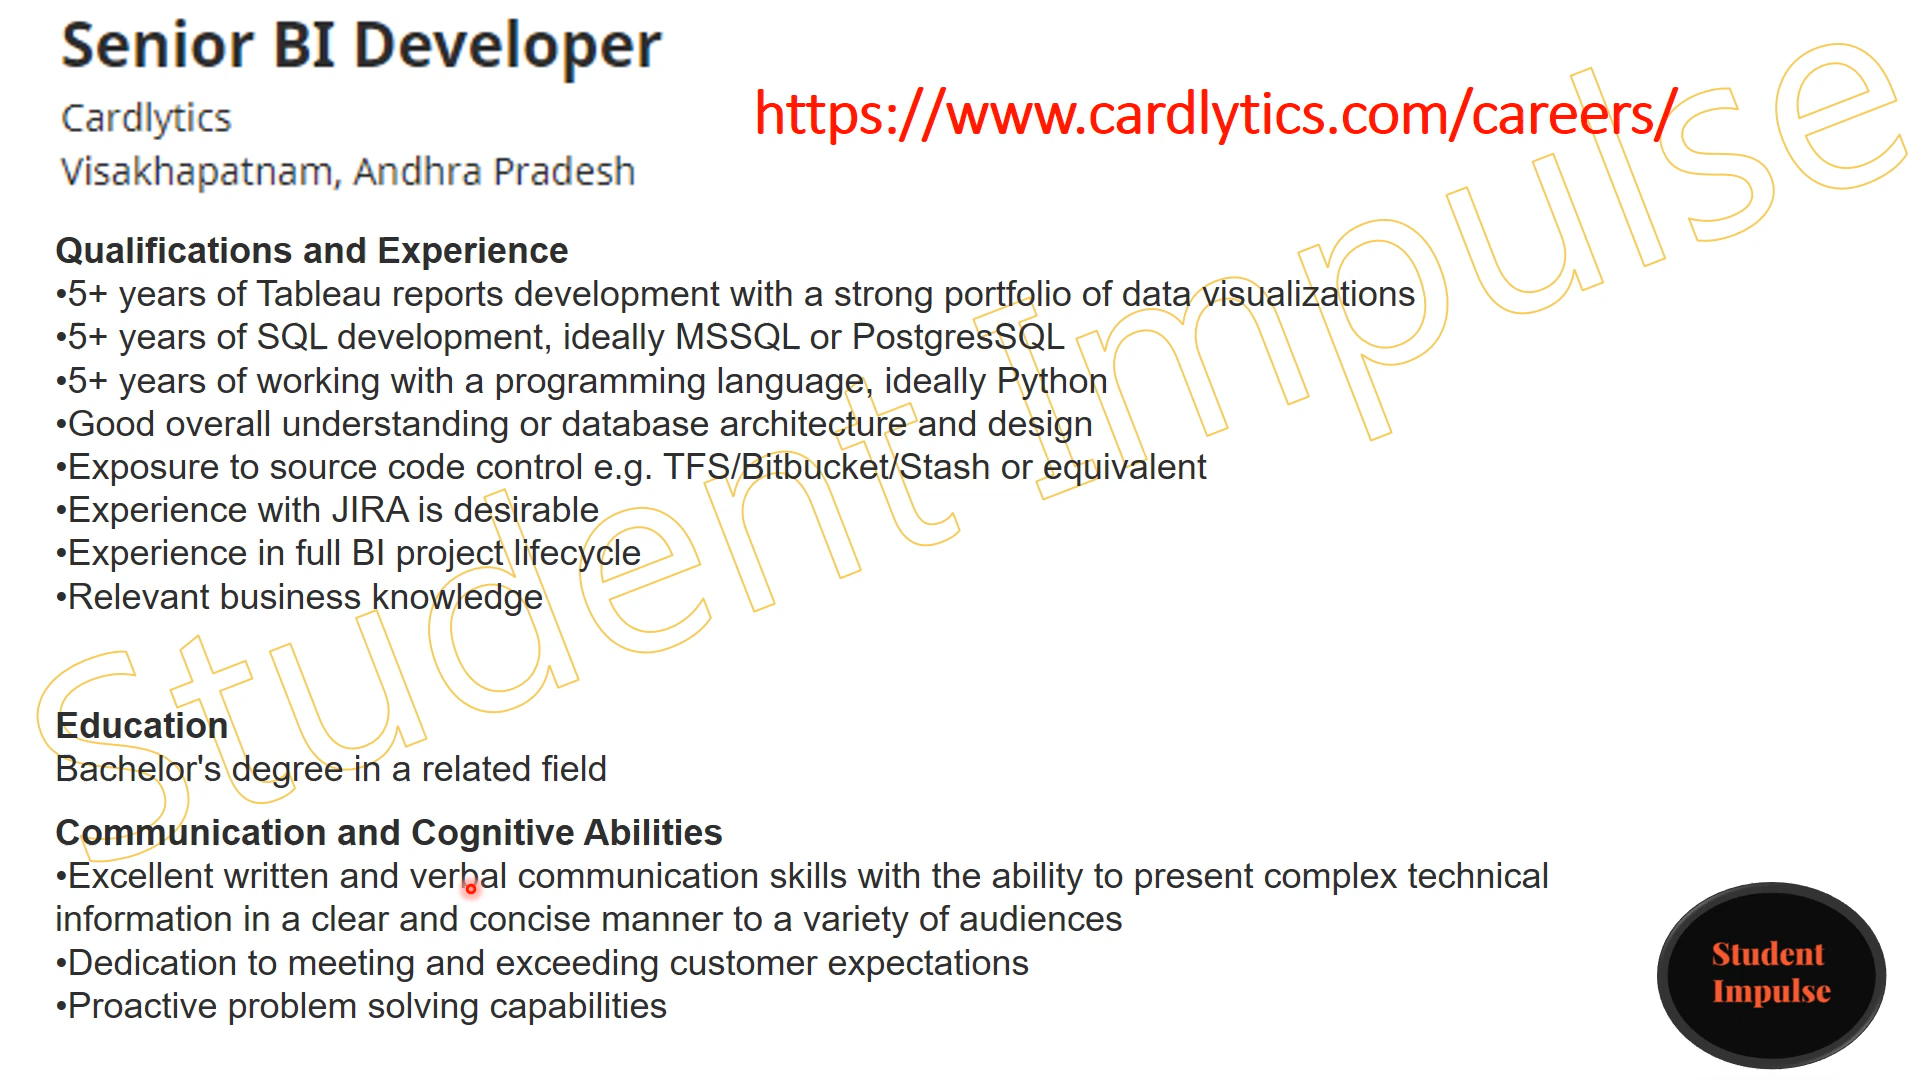 Senior BI Developer
Cardlytics
https://www.cardlytics.com/careers/
Visakhapatnam, Andhra Pradesh
Qualifications and Experience
•5+ years of Tableau reports development with a strong portfolio of data visualizations
•5+ years of SQL development, ideally MSSQL or PostgresSQL
•5+ years of working with a programming language, ideally Python
•Good overall understanding or database architecture and design
•Exposure to source code control e.g. TFS/Bitbucket/Stash or equivalent
•Experience with JIRA is desirable
•Experience in full BI project lifecycle
•Relevant business knowledge
Student Impulse
Education
Bachelor's degree in a related field
Communication and Cognitive Abilities
•Excellent written and verbal communication skills with the ability to present complex technical
information in a clear and concise manner to a variety of audiences
•Dedication to meeting and exceeding customer expectations
•Proactive problem solving capabilities
Student
Impulse